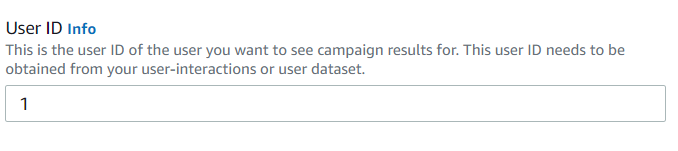 User ID Info
This is the user ID of the user you want to see campaign results for. This user ID needs to be
obtained from your user-interactions or user dataset.
1